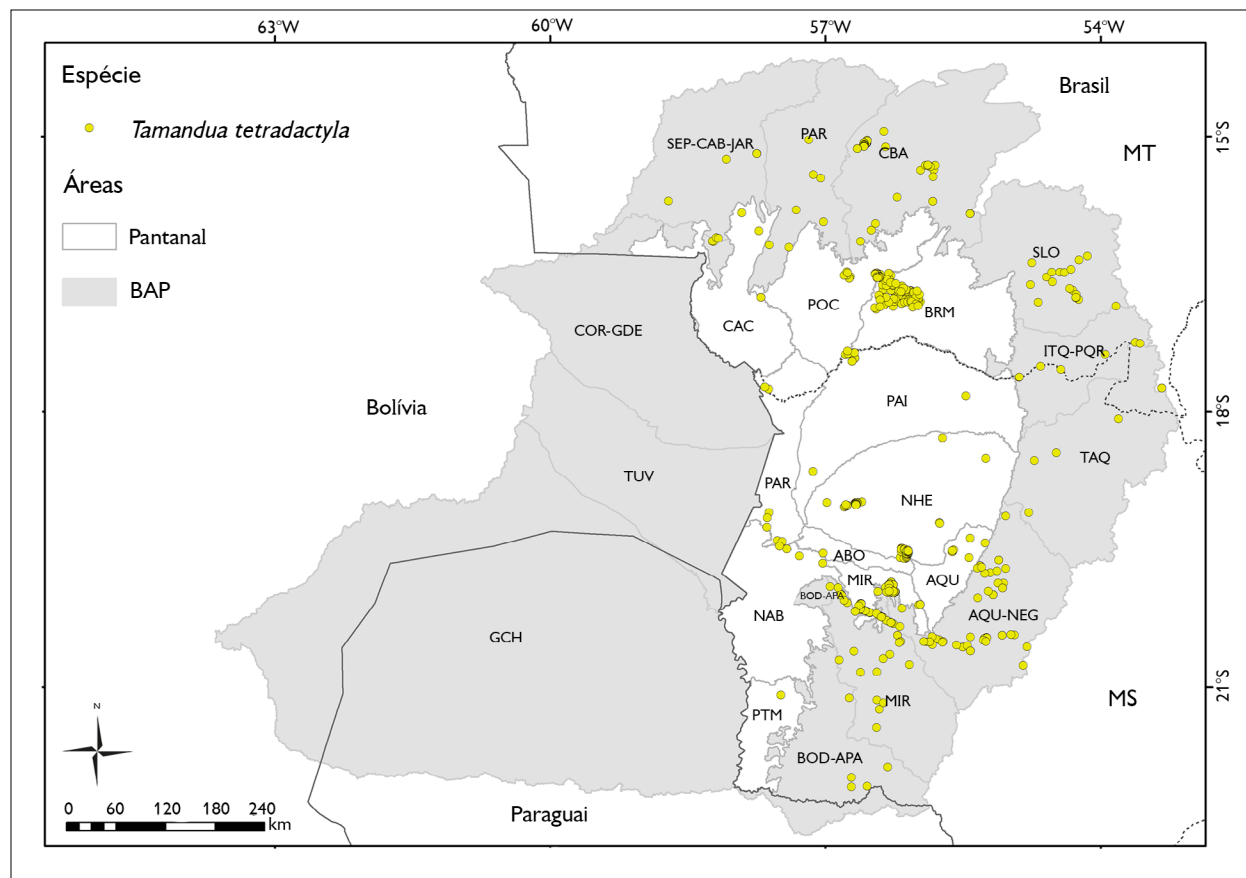 63°W 60°W 57°W 54°W
Espécie
Tamandua tetradactyla
Áreas
Pantanal
BAP
Brasil
MT
15°S
SEP-CAB-JAR
PAR
CBA
SLO
COR-GDE
CAC
POC
BRM
ITQ-PQR
Bolívia
PAI
18°S
TAQ
TUV
PAR
NHE
ABO
MIR
AQU
BOD-APA
NAB
AQU-NEG
GCH
21°S
MS
PTM
MIR
BOD-APA
N
0 60 120 180 240
km
Paraguai